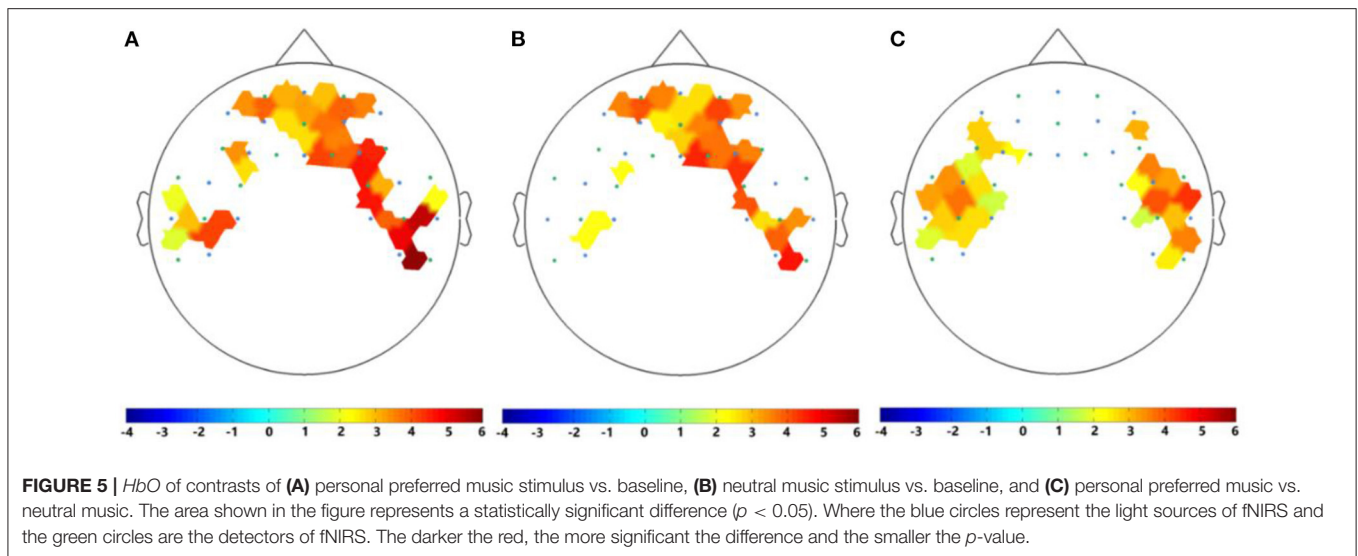 A B C
-4 -3 -2 -1 0 1 2 3 4 5 6 -4 -3 -2 -1 0 1 2 3 4 5 6 -4 -3 -2 -1 0 1 2 3 4 5 6
FIGURE 5 | HbO of contrasts of (A) personal preferred music stimulus vs. baseline, (B) neutral music stimulus vs. baseline, and (C) personal preferred music vs.
neutral music. The area shown in the figure represents a statistically significant difference (p < 0.05). Where the blue circles represent the light sources of fNIRS and
the green circles are the detectors of fNIRS. The darker the red, the more significant the difference and the smaller the p-value.